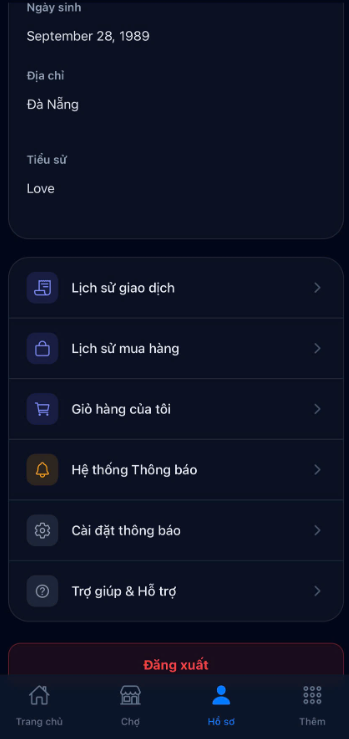 Ngày sinh
September 28, 1989
Địa chỉ
Đà Nẵng
Tiểu sử
Love
Lịch sử giao dịch
Lịch sử mua hàng
Giỏ hàng của tôi
Hệ thống Thông báo
Cài đặt thông báo
Trợ giúp & Hỗ trợ
Đăng xuất
Trang chủ
Chợ
Hồ sơ
Thêm